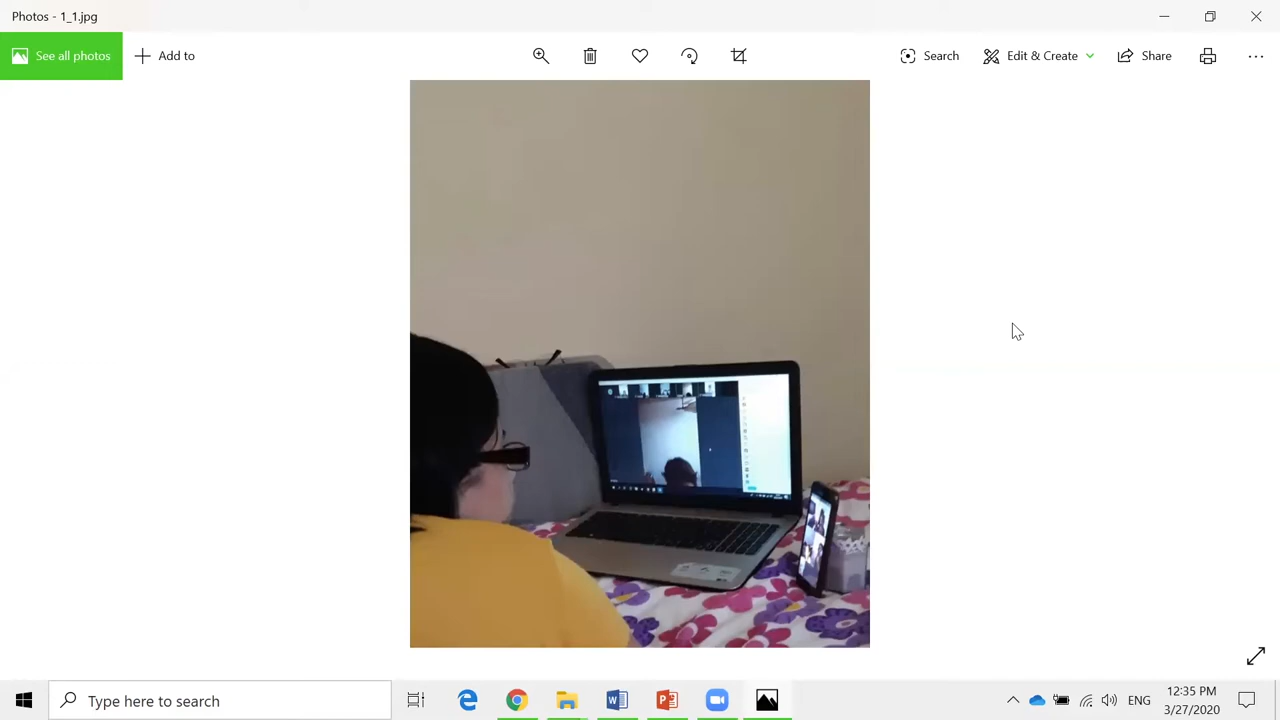 Photos - 1_1.jpg
See all photos
Add to
Search
Edit & Create
Share
Type here to search
ENG
12:35 PM
3/27/2020